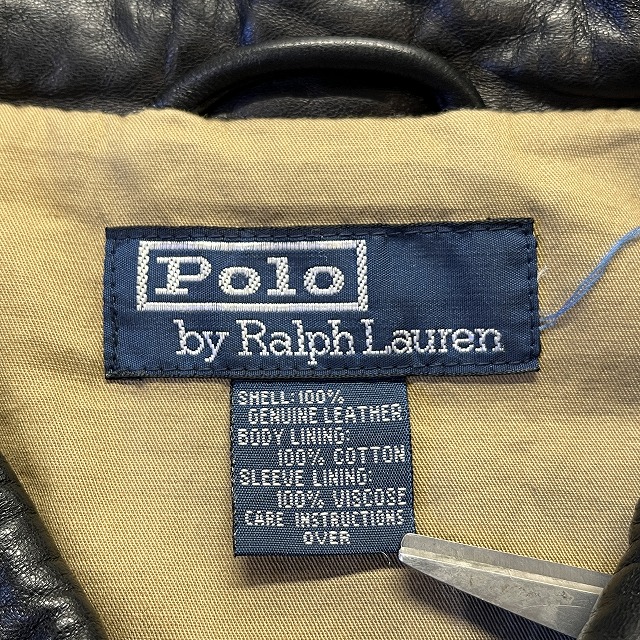 Polo
by Ralph Lauren
SHELL: 100%
GENUINE LEATHER
BODY LINING:
100% COTTON
SLEEVE LINING:
100% VISCOSE
CARE INSTRUCTIONS
OVER